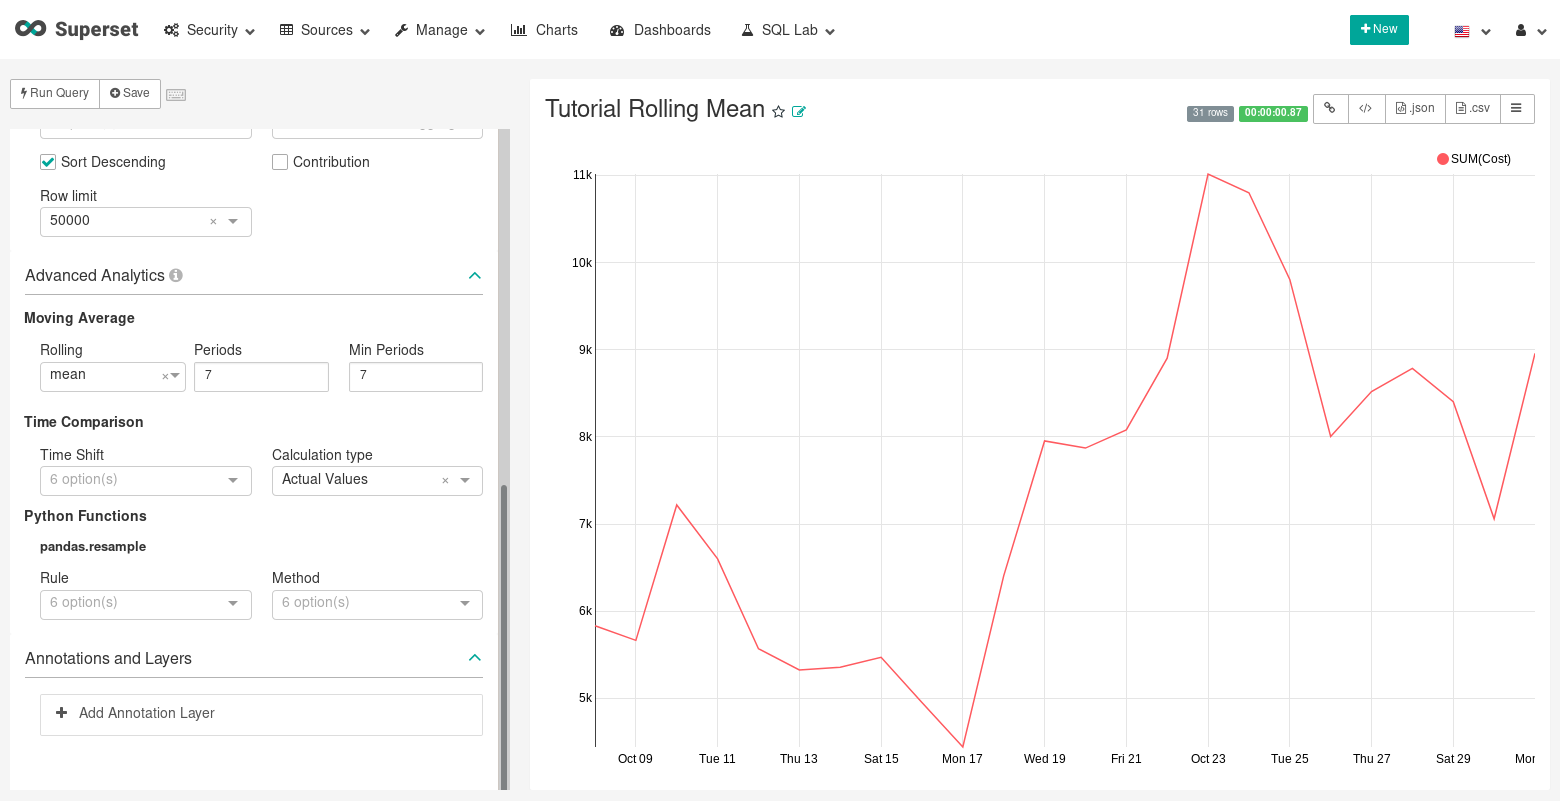 Superset Security Sources Manage Charts Dashboards SQL Lab New
Run Query Save
Sort Descending Contribution
Row limit
50000 ×
Advanced Analytics
Moving Average
Rolling Periods Min Periods
mean × 7 7
Time Comparison
Time Shift Calculation type
6 option(s) Actual Values ×
Python Functions
pandas.resample
Rule Method
6 option(s) 6 option(s)
Annotations and Layers
Add Annotation Layer
Tutorial Rolling Mean 31 rows 00:00:00.87 </> .json .csv
SUM(Cost)
11k
10k
9k
8k
7k
6k
5k
Oct 09 Tue 11 Thu 13 Sat 15 Mon 17 Wed 19 Fri 21 Oct 23 Tue 25 Thu 27 Sat 29 Mor